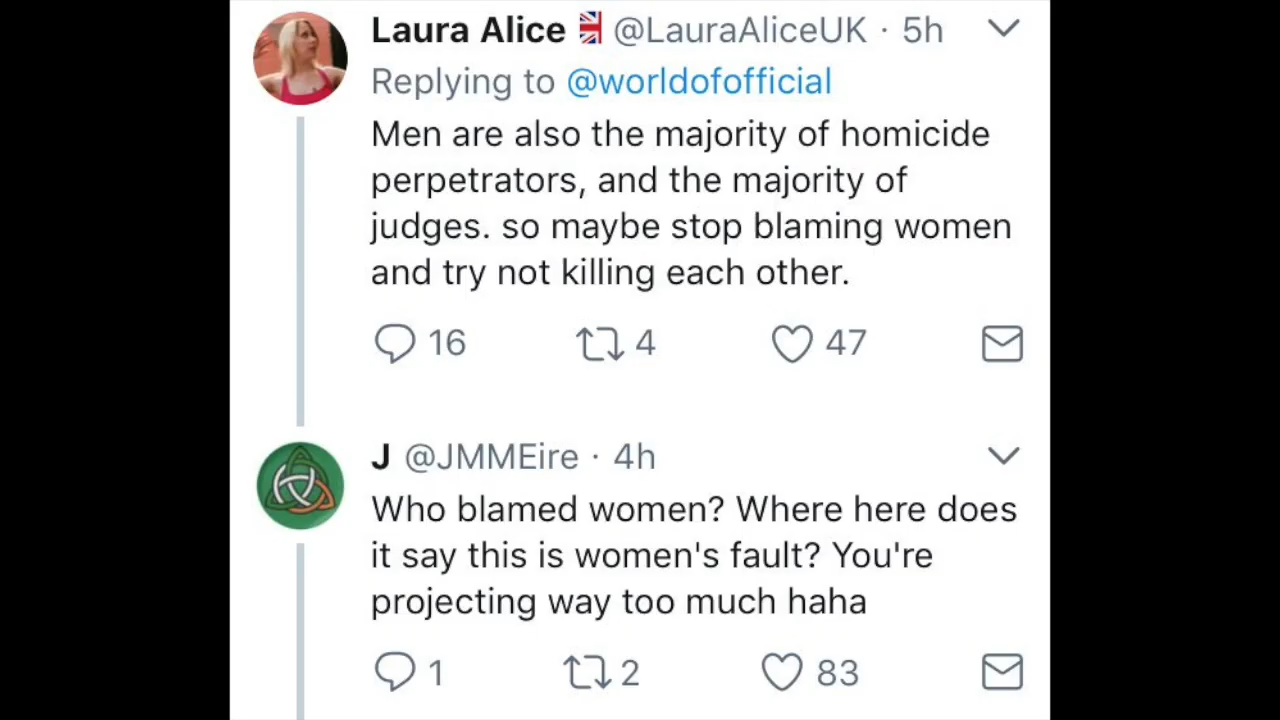 Laura Alice 🇬🇧 @LauraAliceUK · 5h
Replying to @worldofofficial
Men are also the majority of homicide
perpetrators, and the majority of
judges. so maybe stop blaming women
and try not killing each other.
16 4 47
J @JMMEire · 4h
Who blamed women? Where here does
it say this is women's fault? You're
projecting way too much haha
1 2 83